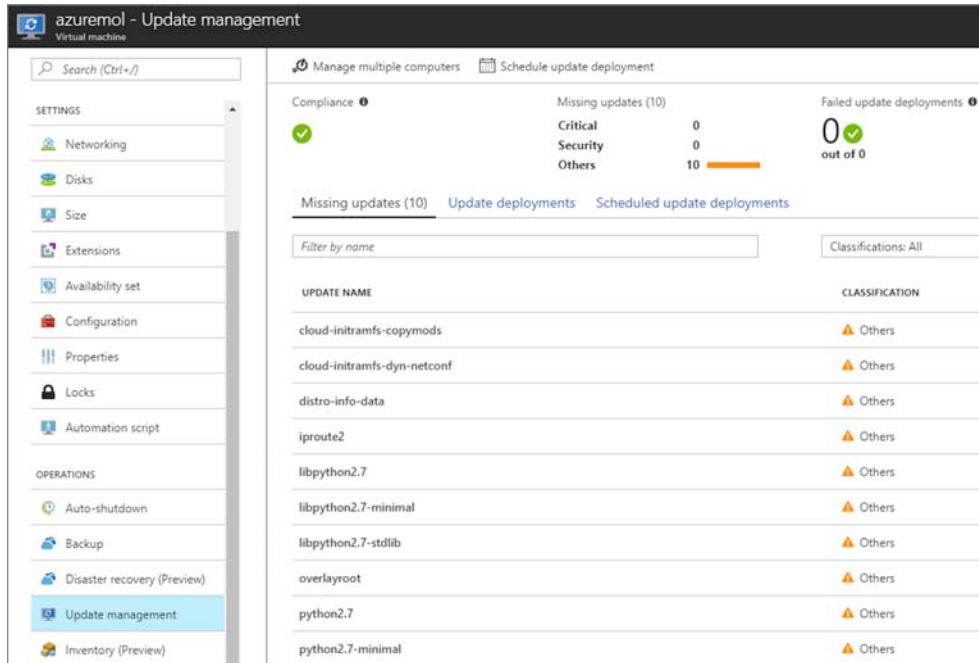 azuremol - Update management
Virtual machine
Search (Ctrl+/)
SETTINGS
Networking
Disks
Size
Extensions
Availability set
Configuration
Properties
Locks
Automation script
OPERATIONS
Auto-shutdown
Backup
Disaster recovery (Preview)
Update management
Inventory (Preview)
Manage multiple computers Schedule update deployment
Compliance
Missing updates (10)
Critical 0
Security 0
Others 10
Failed update deployments
0
out of 0
Missing updates (10) Update deployments Scheduled update deployments
Filter by name Classifications: All
UPDATE NAME CLASSIFICATION
cloud-initramfs-copymods Others
cloud-initramfs-dyn-netconf Others
distro-info-data Others
iproute2 Others
libpython2.7 Others
libpython2.7-minimal Others
libpython2.7-stdlib Others
overlayroot Others
python2.7 Others
python2.7-minimal Others